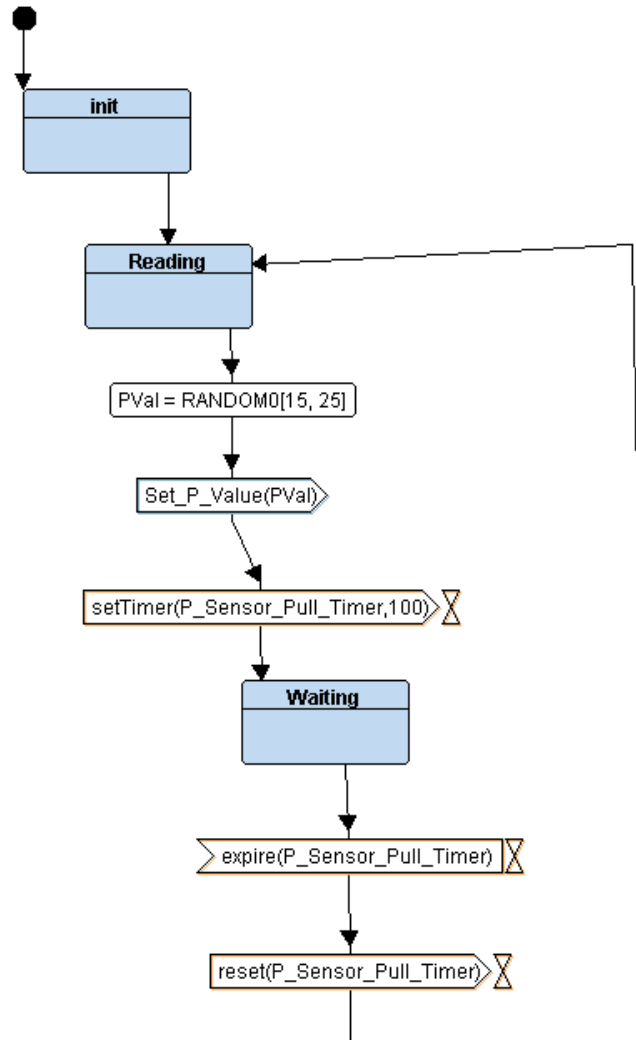 init
Reading
PVal = RANDOM0[15, 25]
Set_P_Value(PVal)
setTimer(P_Sensor_Pull_Timer,100)
Waiting
expire(P_Sensor_Pull_Timer)
reset(P_Sensor_Pull_Timer)